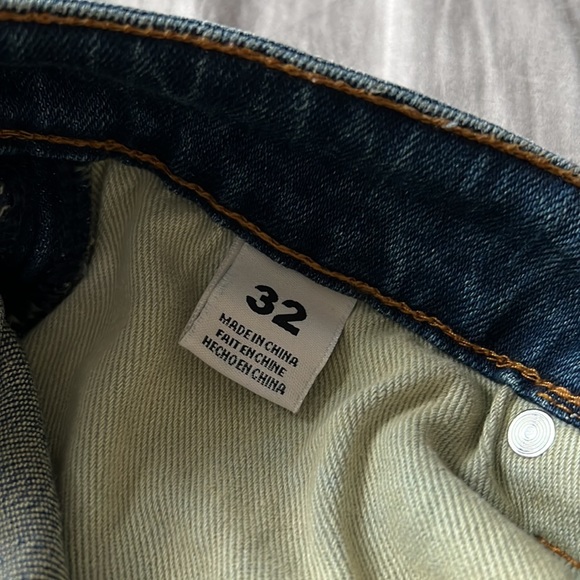 32
MADE IN CHINA
FAIT EN CHINE
HECHO EN CHINA